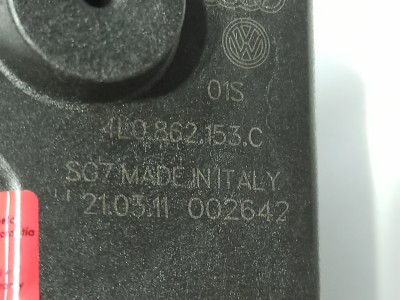 01S
4L0.862.153.C
SG7 MADE IN ITALY
21.03.11 002642